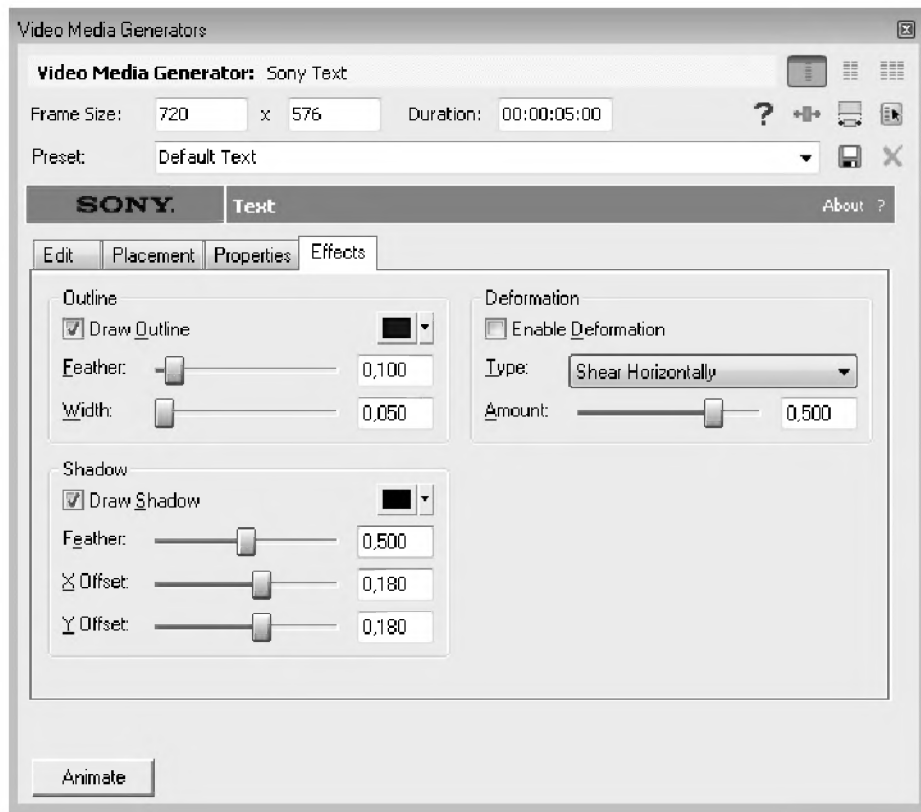 Video Media Generators
Video Media Generator: Sony Text
Frame Size: 720 x 576 Duration: 00:00:05:00 ?
Preset: Default Text
SONY. Text About ?
Edit Placement Properties Effects
Outline
Draw Outline
Feather: 0,100
Width: 0,050
Deformation
Enable Deformation
Type: Shear Horizontally
Amount: 0,500
Shadow
Draw Shadow
Feather: 0,500
X Offset: 0,180
Y Offset: 0,180
Animate